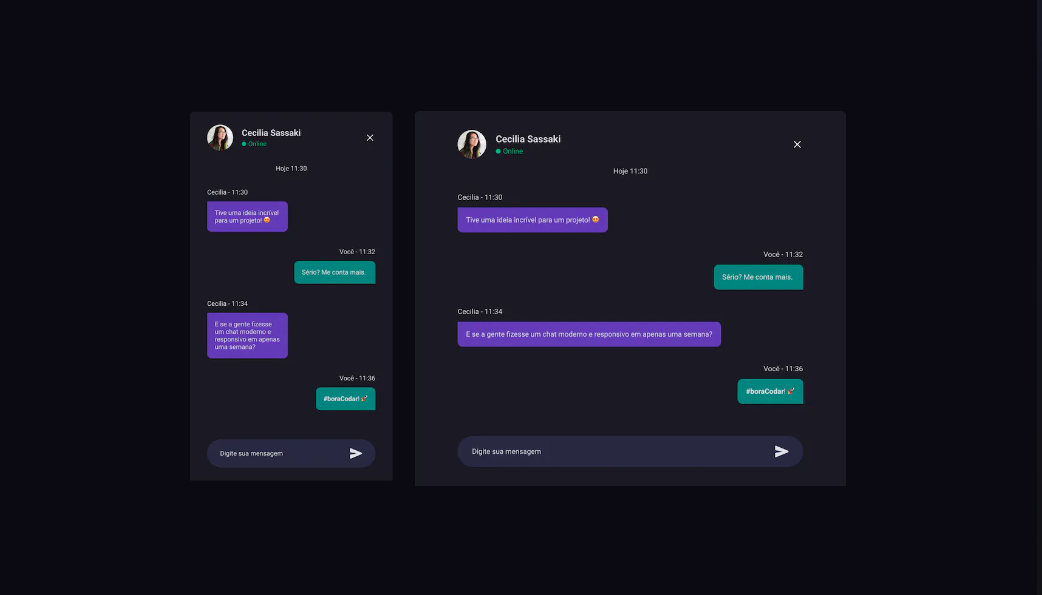 Cecilia Sassaki
Online
Hoje 11:30
Cecilia - 11:30
Tive uma ideia incrível
para um projeto! 😍
Você - 11:32
Sério? Me conta mais.
Cecilia - 11:34
E se a gente fizesse
um chat moderno e
responsivo em apenas
uma semana?
Você - 11:36
#boraCodar! 🚀
Digite sua mensagem
Cecilia Sassaki
Online
Hoje 11:30
Cecilia - 11:30
Tive uma ideia incrível para um projeto! 😍
Você - 11:32
Sério? Me conta mais.
Cecilia - 11:34
E se a gente fizesse um chat moderno e responsivo em apenas uma semana?
Você - 11:36
#boraCodar! 🚀
Digite sua mensagem